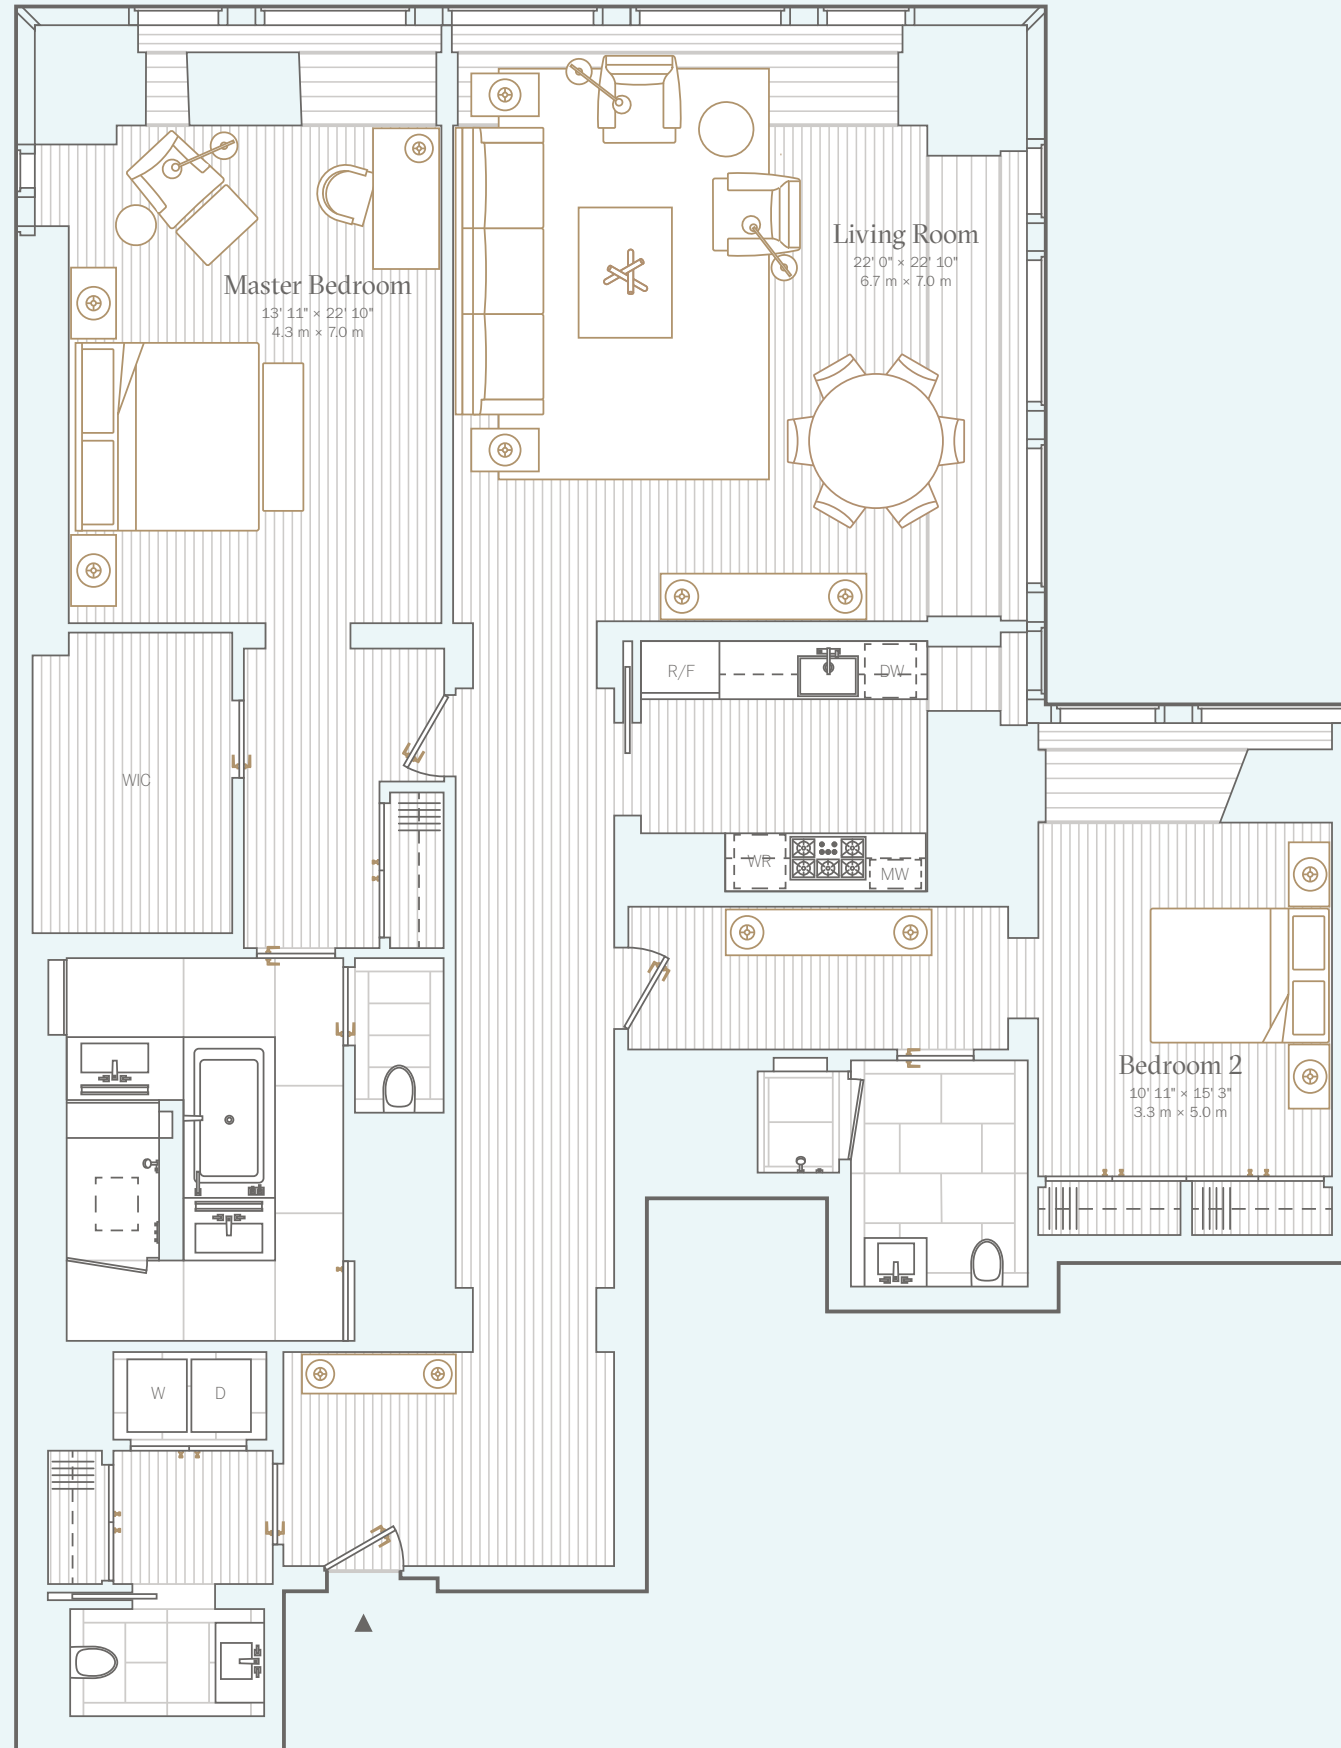 Living Room
22' 0" × 22' 10"
6.7 m × 7.0 m
Master Bedroom
13' 11" × 22' 10"
4.3 m × 7.0 m
R/F
DW
WIC
WR
MW
Bedroom 2
10' 11" × 15' 3"
3.3 m × 5.0 m
W
D